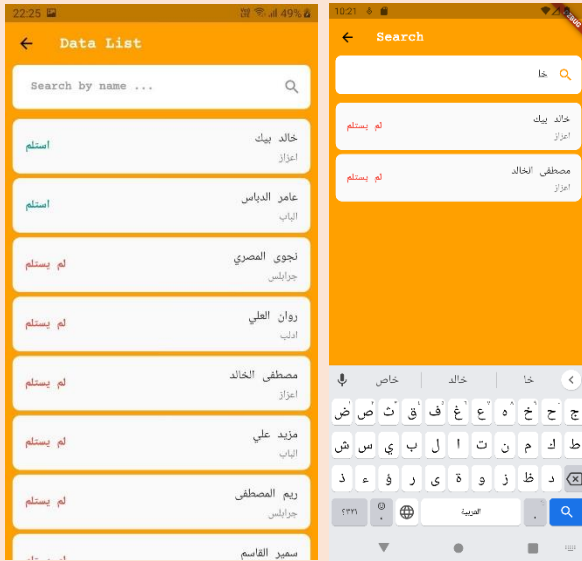 22:25 49%
Data List
Search by name ...
خالد بيك
اعزاز
استلم
عامر الدباس
الباب
استلم
نجوى المصري
جرابلس
لم يستلم
روان العلي
ادلب
لم يستلم
مصطفى الخالد
اعزاز
لم يستلم
مزيد علي
الباب
لم يستلم
ريم المصطفى
جرابلس
لم يستلم
سمير القاسم
10:21
Search
خا
خالد بيك
اعزاز
لم يستلم
مصطفى الخالد
اعزاز
لم يستلم
خا خالد خاص
ض ص ث ق ف غ ع ه خ ح ج
ش س ي ب ل ا ت ن م ك ط
ذ ء ؤ ر ى ة و ز ظ د
؟٣٢١ العربية .